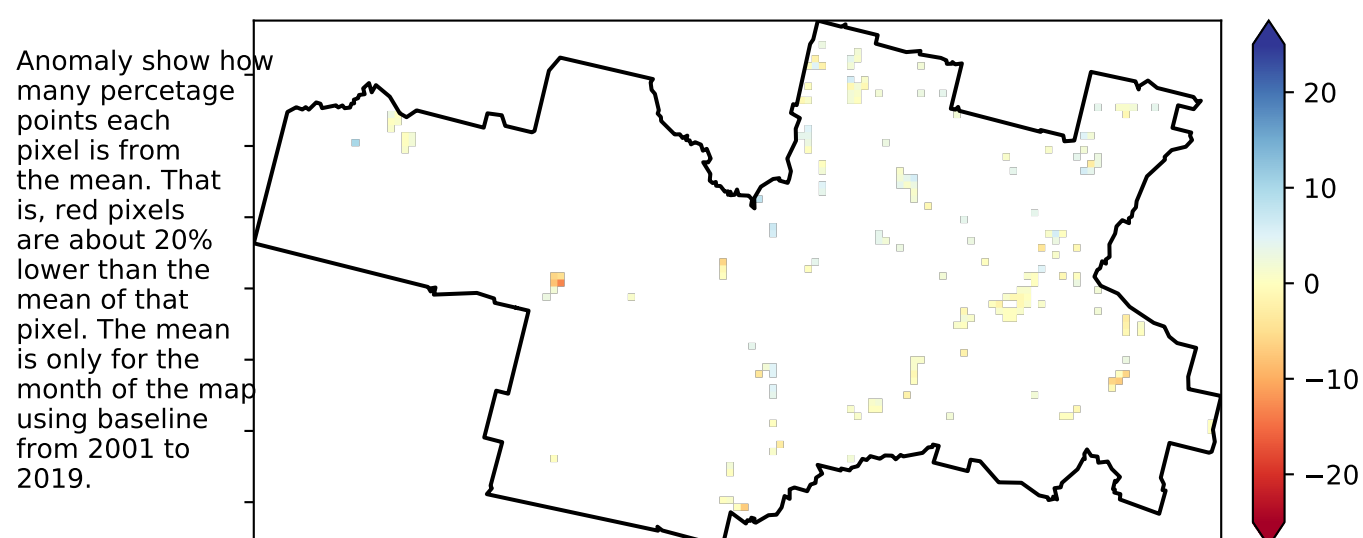 Anomaly show how
many percetage
points each
pixel is from
the mean. That
is, red pixels
are about 20%
lower than the
mean of that
pixel. The mean
is only for the
month of the map
using baseline
from 2001 to
2019.
20
10
0
−10
−20